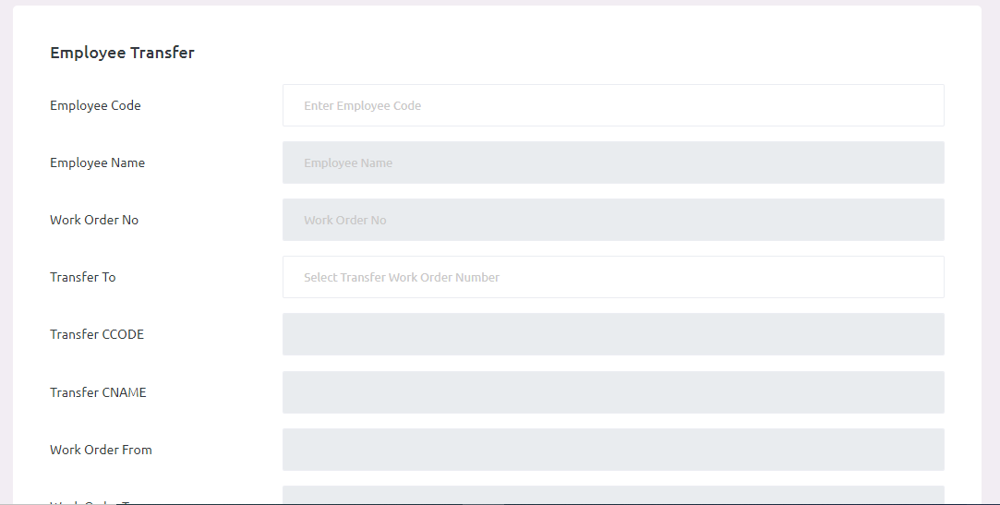 Employee Transfer
Employee Code
Enter Employee Code
Employee Name
Employee Name
Work Order No
Work Order No
Transfer To
Select Transfer Work Order Number
Transfer CCODE
Transfer CNAME
Work Order From